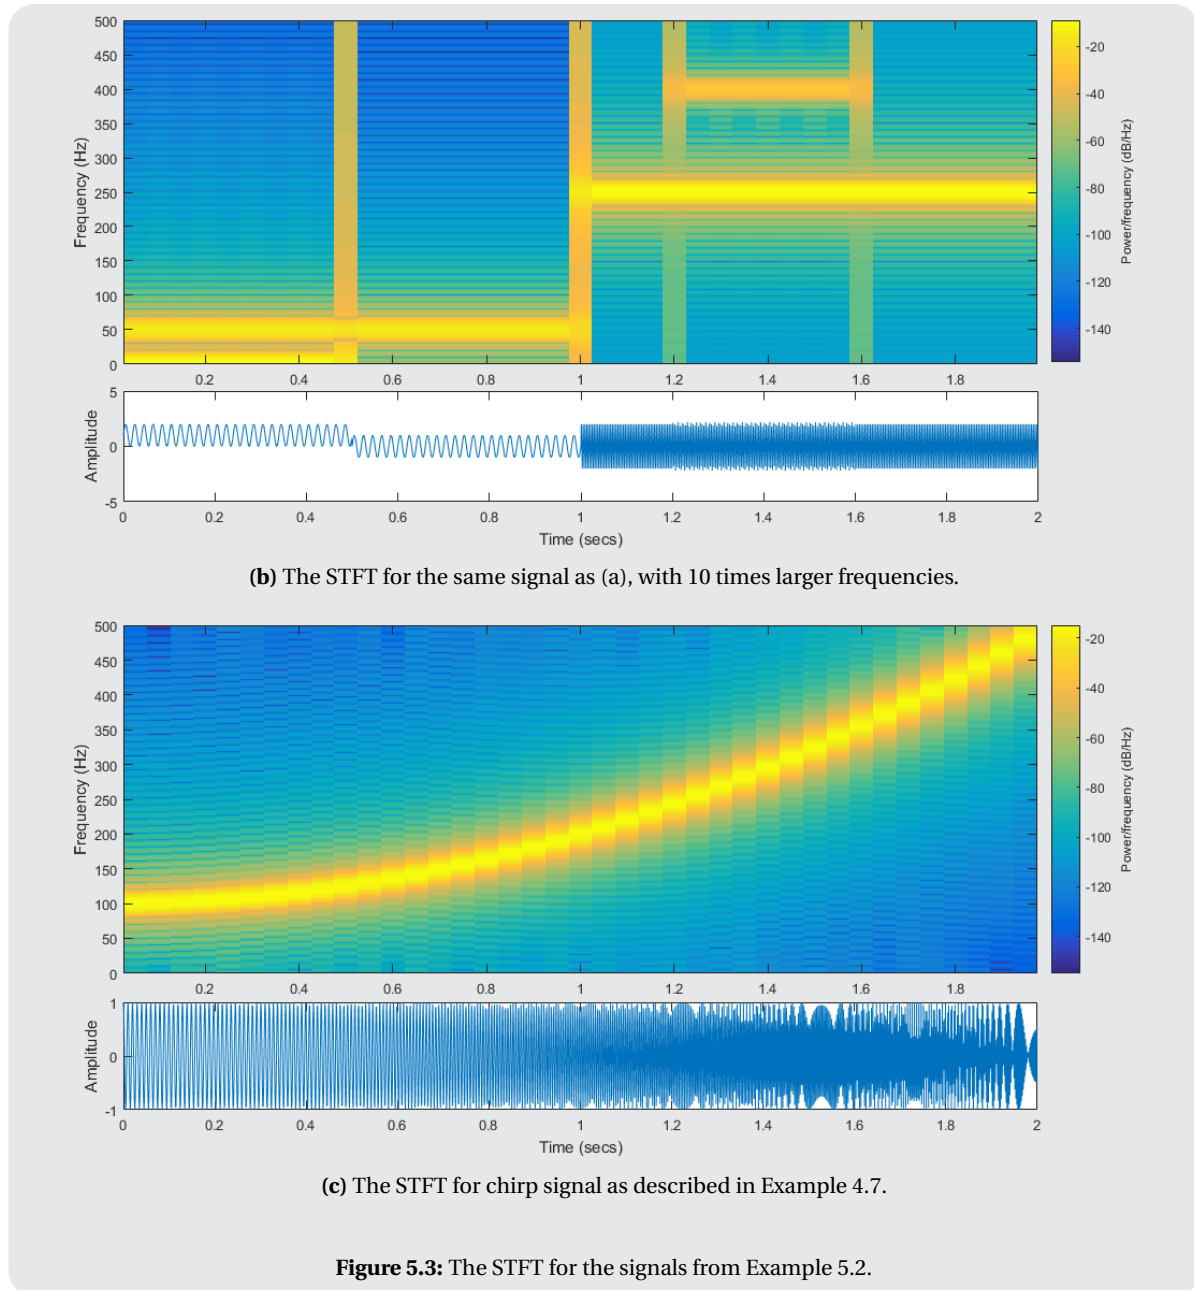 500
450
400
350
300
250
200
150
100
50
0
Frequency (Hz)
0.2 0.4 0.6 0.8 1 1.2 1.4 1.6 1.8
-20
-40
-60
-80
-100
-120
-140
Power/frequency (dB/Hz)
5
0
-5
Amplitude
0 0.2 0.4 0.6 0.8 1 1.2 1.4 1.6 1.8 2
Time (secs)
(b) The STFT for the same signal as (a), with 10 times larger frequencies.
500
450
400
350
300
250
200
150
100
50
0
Frequency (Hz)
0.2 0.4 0.6 0.8 1 1.2 1.4 1.6 1.8
-20
-40
-60
-80
-100
-120
-140
Power/frequency (dB/Hz)
1
0
-1
Amplitude
0 0.2 0.4 0.6 0.8 1 1.2 1.4 1.6 1.8 2
Time (secs)
(c) The STFT for chirp signal as described in Example 4.7.
Figure 5.3: The STFT for the signals from Example 5.2.